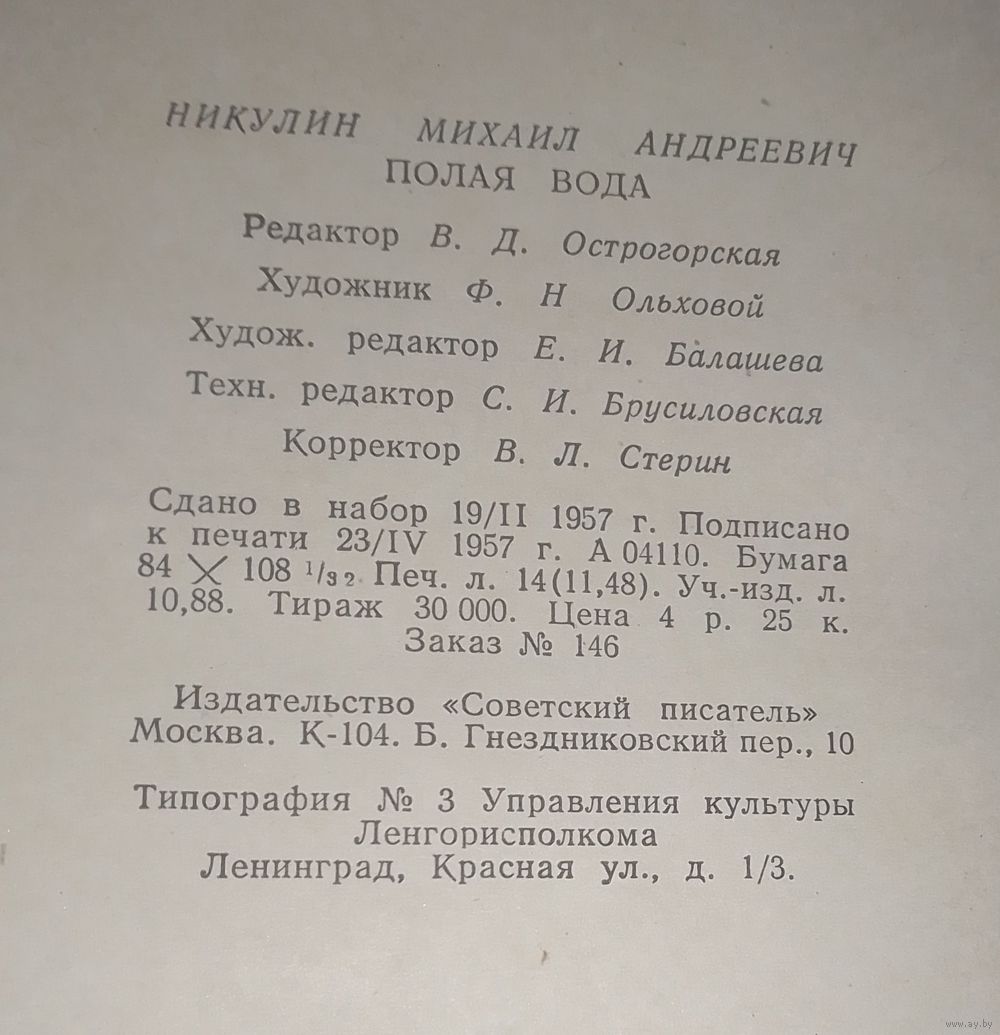 НИКУЛИН МИХАИЛ АНДРЕЕВИЧ
ПОЛАЯ ВОДА
Редактор В. Д. Острогорская
Художник Ф. Н Ольховой
Худож. редактор Е. И. Балашева
Техн. редактор С. И. Брусиловская
Корректор В. Л. Стерин
Сдано в набор 19/II 1957 г. Подписано
к печати 23/IV 1957 г. А 04110. Бумага
84 × 108 1/32 Печ. л. 14(11,48). Уч.-изд. л.
10,88. Тираж 30 000. Цена 4 р. 25 к.
Заказ № 146
Издательство «Советский писатель»
Москва. К-104. Б. Гнездниковский пер., 10
Типография № 3 Управления культуры
Ленгорисполкома
Ленинград, Красная ул., д. 1/3.
www.ay.by